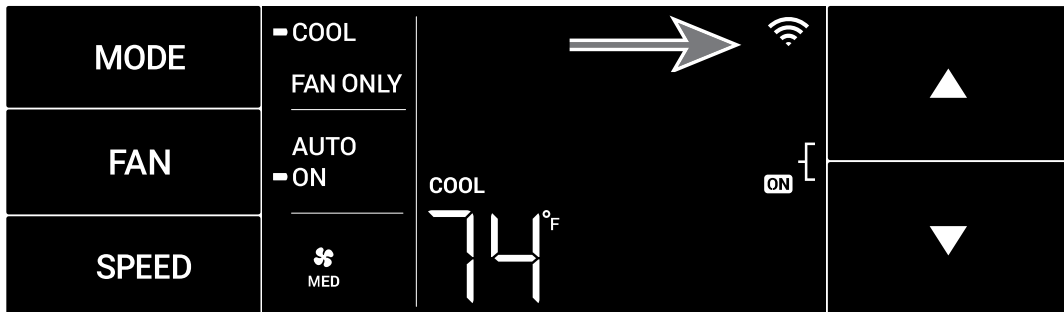 MODE
FAN
SPEED
COOL
FAN ONLY
AUTO
ON
MED
COOL
74°F
ON